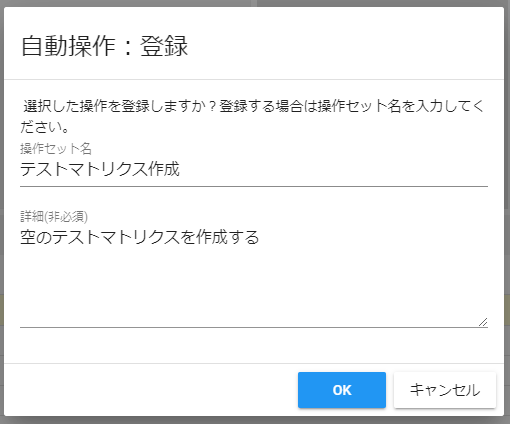 自動操作：登録
選択した操作を登録しますか？登録する場合は操作セット名を入力してく
ださい。
操作セット名
テストマトリクス作成
詳細(非必須)
空のテストマトリクスを作成する
OK
キャンセル